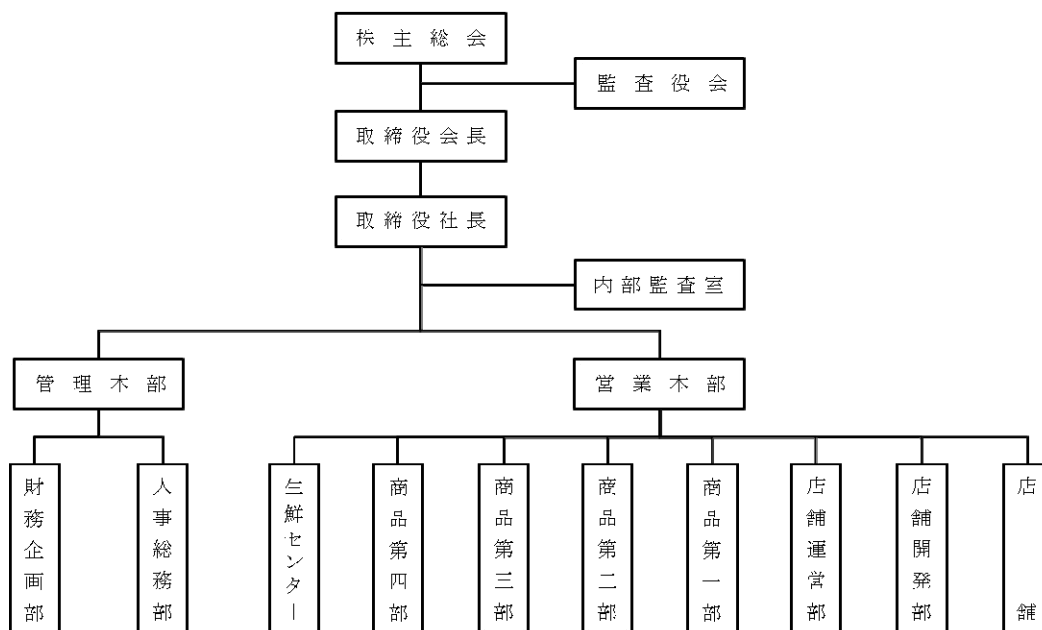 株主総会
監査役会
取締役会長
取締役社長
内部監査室
管理本部
営業本部
財務企画部
人事総務部
生鮮センター
商品第四部
商品第三部
商品第二部
商品第一部
店舗運営部
店舗開発部
店舗